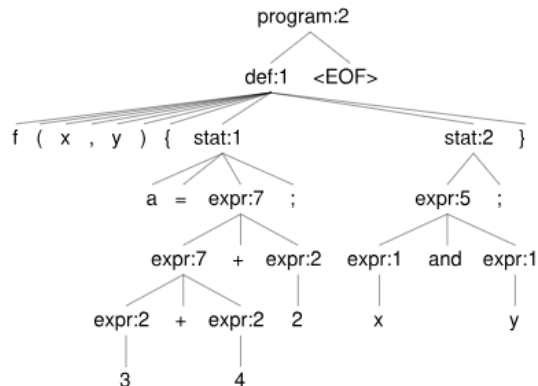 program:2
def:1 <EOF>
f ( x , y ) { stat:1 stat:2 }
a = expr:7 ; expr:5 ;
expr:7 + expr:2 expr:1 and expr:1
expr:2 + expr:2 2 x y
3 4